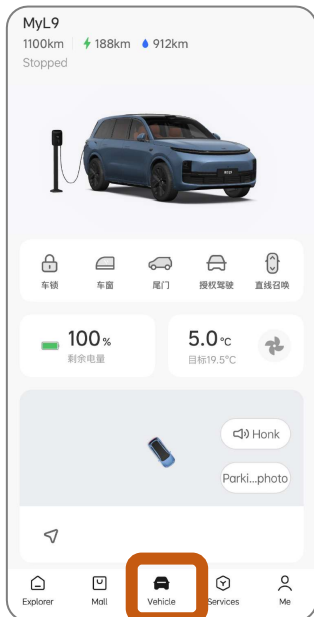 MyL9
1100km 188km 912km
Stopped
车锁 车窗 尾门 授权驾驶 直线召唤
100%
剩余电量
5.0℃
目标19.5℃
Honk
Parki...photo
Explorer Mall Vehicle Services Me